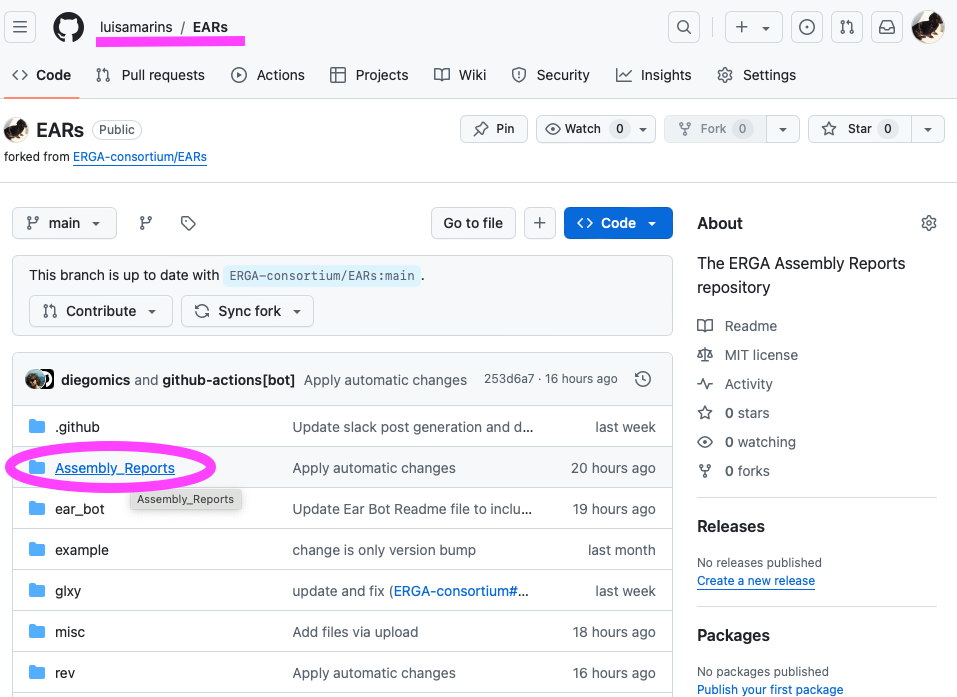 luisamarins / EARs
Code Pull requests Actions Projects Wiki Security Insights Settings
EARs Public
Pin Watch 0 Fork 0 Star 0
forked from ERGA-consortium/EARs
main Go to file + Code
About
This branch is up to date with ERGA-consortium/EARs:main.
Contribute Sync fork
The ERGA Assembly Reports
repository
Readme
MIT license
Activity
0 stars
0 watching
0 forks
diegomics and github-actions[bot] Apply automatic changes 253d6a7 · 16 hours ago
.github Update slack post generation and d... last week
Assembly_Reports Apply automatic changes 20 hours ago
Assembly_Reports
ear_bot Update Ear Bot Readme file to inclu... 19 hours ago
example change is only version bump last month
glxy update and fix (ERGA-consortium#... last week
misc Add files via upload 18 hours ago
rev Apply automatic changes 16 hours ago
Releases
No releases published
Create a new release
Packages
No packages published
Publish your first package